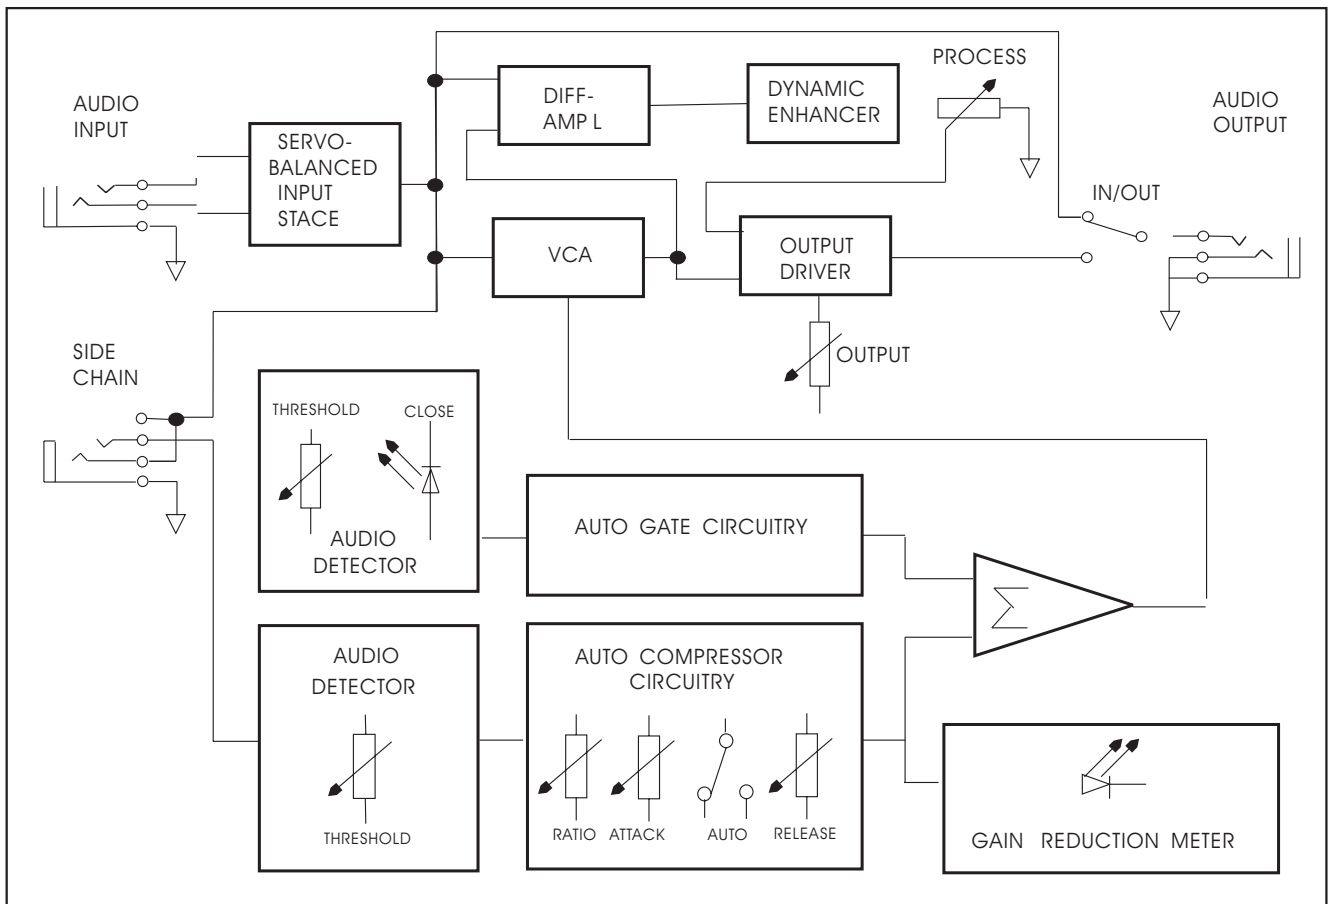 AUDIO
INPUT
SERVO-
BALANCED
INPUT
STACE
DIFF-
AMP L
DYNAMIC
ENHANCER
PROCESS
AUDIO
OUTPUT
IN/OUT
VCA
OUTPUT
DRIVER
OUTPUT
SIDE
CHAIN
THRESHOLD
CLOSE
AUDIO
DETECTOR
AUTO GATE CIRCUITRY
Σ
AUDIO
DETECTOR
THRESHOLD
AUTO COMPRESSOR
CIRCUITRY
RATIO
ATTACK
AUTO
RELEASE
GAIN REDUCTION METER